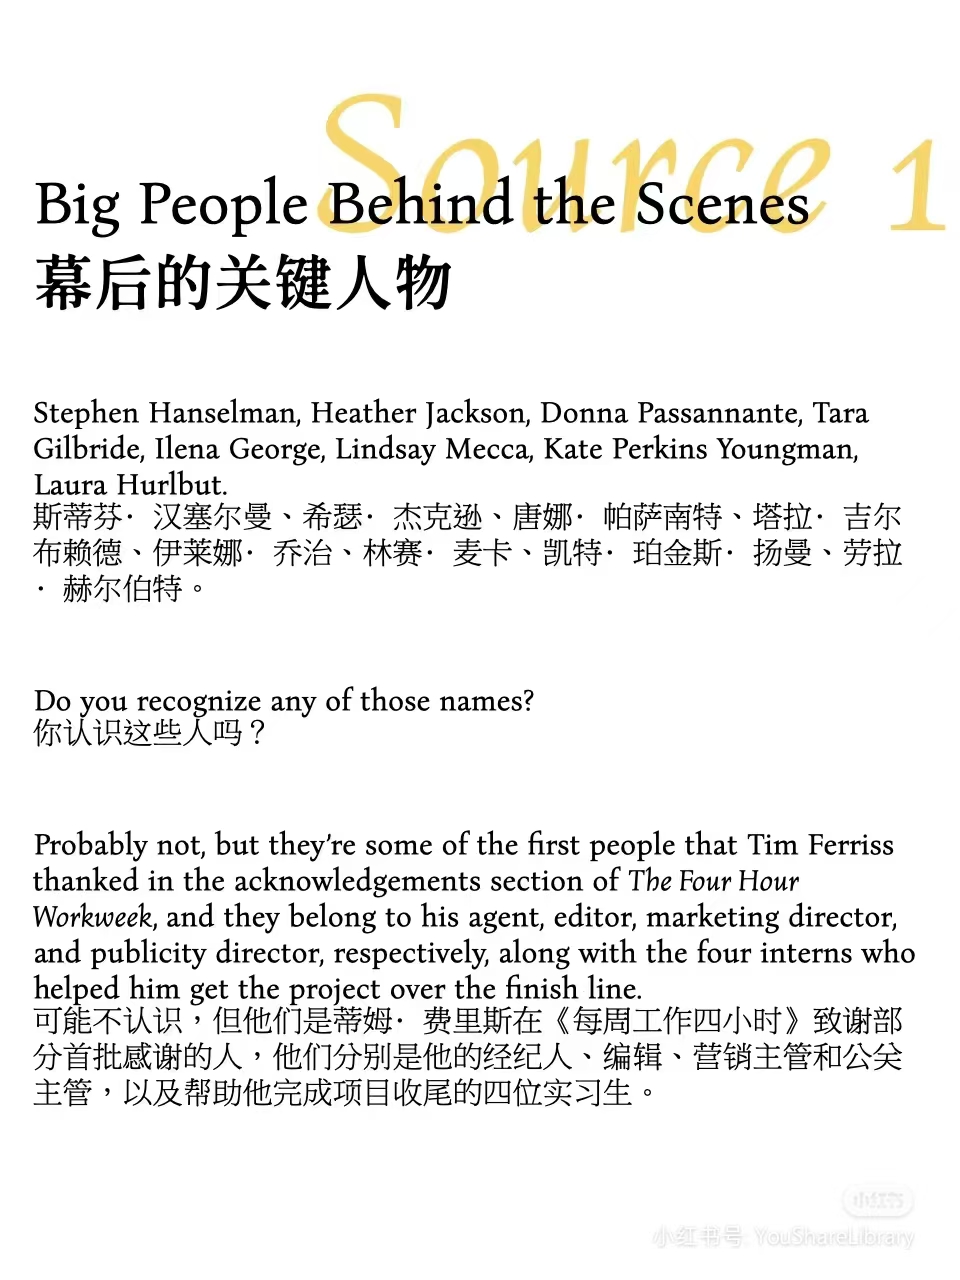 Source 1
Big People Behind the Scenes
幕后的关键人物
Stephen Hanselman, Heather Jackson, Donna Passannante, Tara
Gilbride, Ilena George, Lindsay Mecca, Kate Perkins Youngman,
Laura Hurlbut.
斯蒂芬· 汉塞尔曼、希瑟· 杰克逊、唐娜· 帕萨南特、塔拉· 吉尔
布赖德、伊莱娜· 乔治、林赛· 麦卡、凯特· 珀金斯· 扬曼、劳拉
· 赫尔伯特。
Do you recognize any of those names?
你认识这些人吗？
Probably not, but they’re some of the first people that Tim Ferriss
thanked in the acknowledgements section of The Four Hour
Workweek, and they belong to his agent, editor, marketing director,
and publicity director, respectively, along with the four interns who
helped him get the project over the finish line.
可能不认识，但他们是蒂姆· 费里斯在《每周工作四小时》致谢部
分首批感谢的人，他们分别是他的经纪人、编辑、营销主管和公关
主管，以及帮助他完成项目收尾的四位实习生。
小红书
小红书号: YouShareLibrary